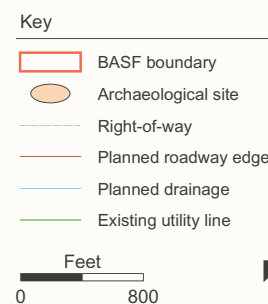 Key
BASF boundary
Archaeological site
Right-of-way
Planned roadway edge
Planned drainage
Existing utility line
Feet
0 800